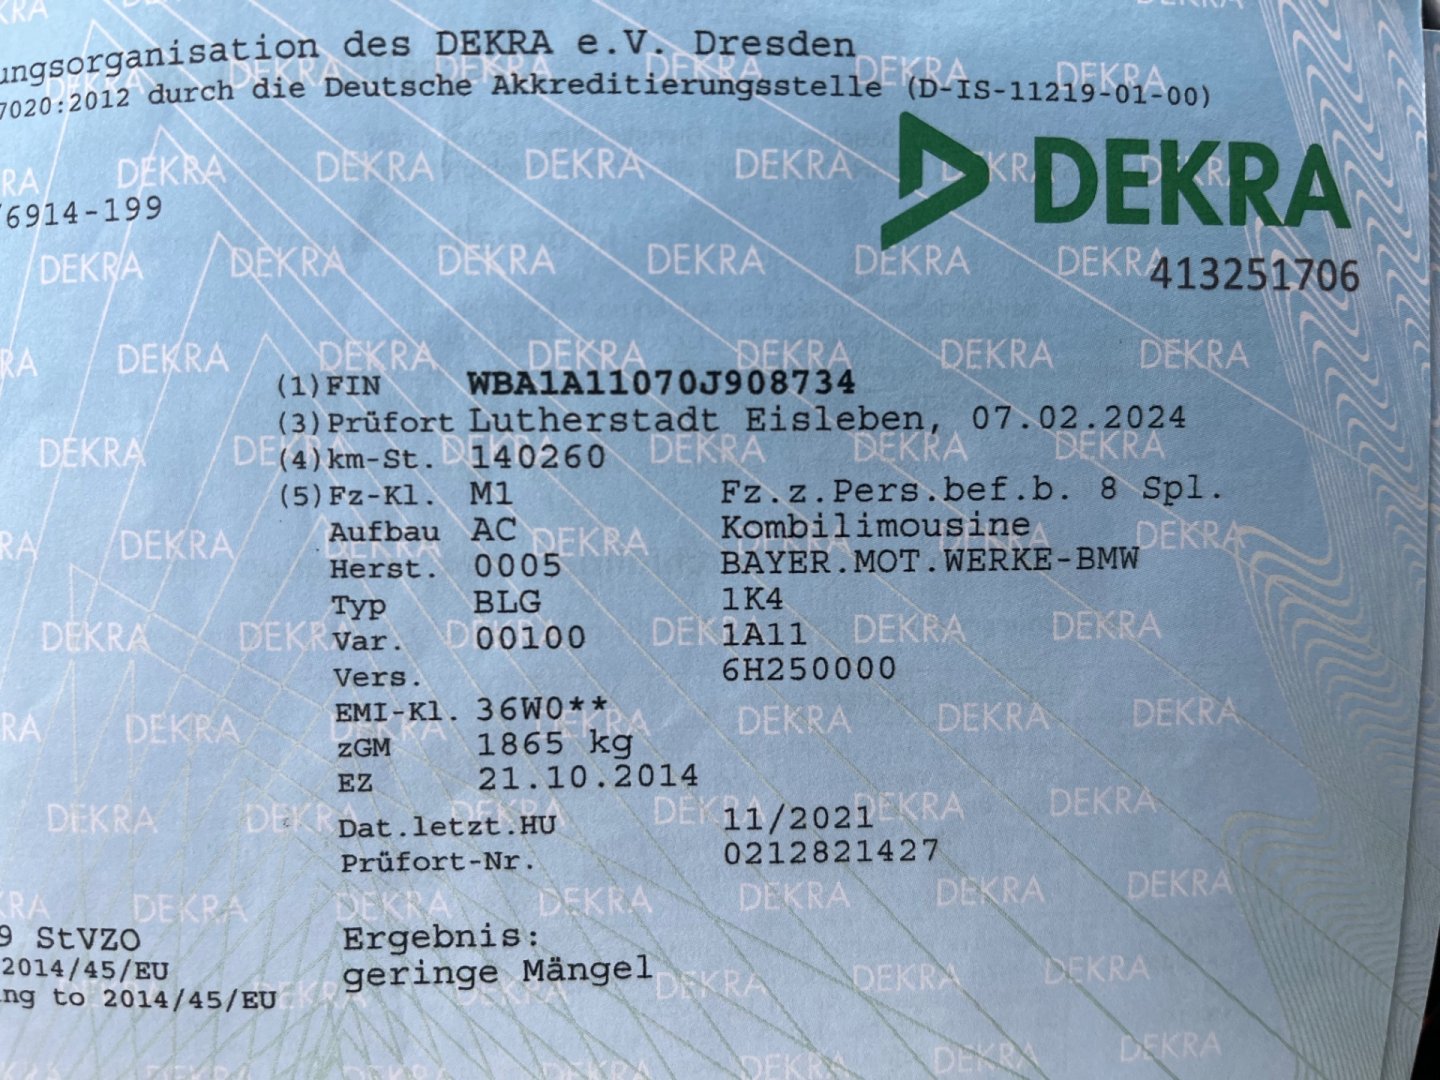 ungsorganisation des DEKRA e.V. Dresden
7020:2012 durch die Deutsche Akkreditierungsstelle (D-IS-11219-01-00)
DEKRA
/6914-199
413251706
(1) FIN WBA1A11070J908734
(3) Prüfort Lutherstadt Eisleben, 07.02.2024
(4) km-St. 140260
(5) Fz-Kl. M1 Fz.z.Pers.bef.b. 8 Spl.
Aufbau AC Kombilimousine
Herst. 0005 BAYER.MOT.WERKE-BMW
Typ BLG 1K4
Var. 00100 1A11
Vers. 6H250000
EMI-Kl. 36W0**
zGM 1865 kg
EZ 21.10.2014
Dat.letzt.HU 11/2021
Prüfort-Nr. 0212821427
9 StVZO Ergebnis:
2014/45/EU geringe Mängel
ng to 2014/45/EU